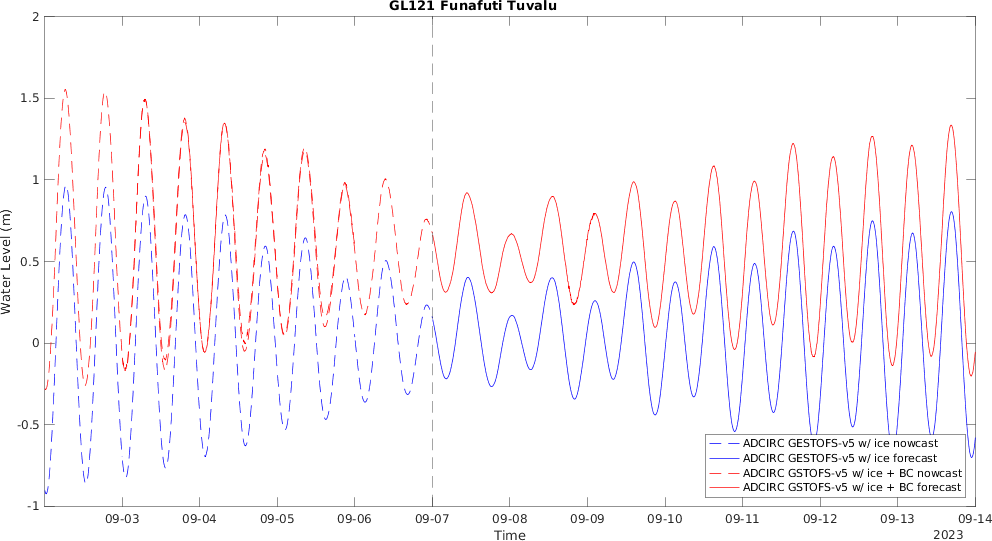 GL121 Funafuti Tuvalu
2
1.5
1
0.5
0
-0.5
-1
Water Level (m)
ADCIRC GESTOFS-v5 w/ ice nowcast
ADCIRC GESTOFS-v5 w/ ice forecast
ADCIRC GSTOFS-v5 w/ ice + BC nowcast
ADCIRC GSTOFS-v5 w/ ice + BC forecast
09-03 09-04 09-05 09-06 09-07 09-08 09-09 09-10 09-11 09-12 09-13 09-14
Time
2023